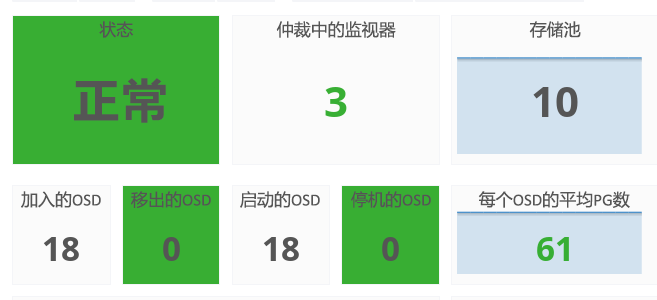 状态
仲裁中的监视器
存储池
正常
3
10
加入的OSD
移出的OSD
启动的OSD
停机的OSD
每个OSD的平均PG数
18
0
18
0
61